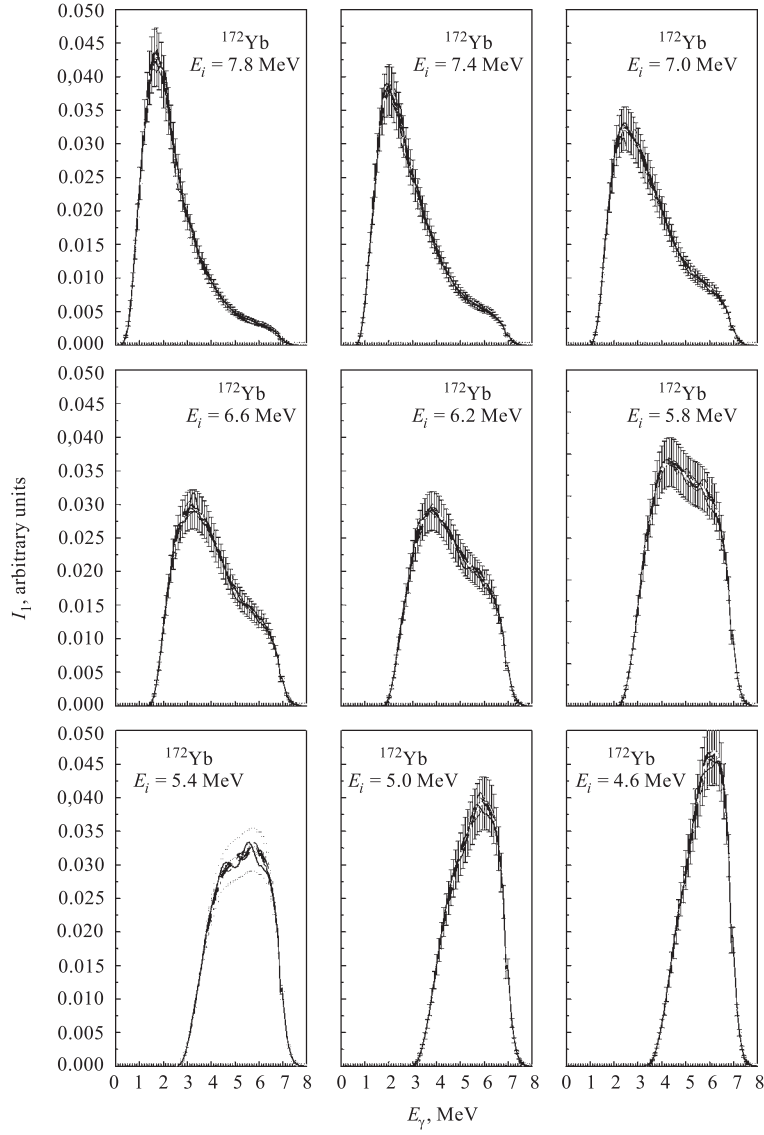 0.050
0.045
0,040
0.035
0.030
0.025
0.020
0.015
0.010
0.005
0.000
172Yb
Ei = 7.8 MeV
172Yb
Ei = 7.4 MeV
172Yb
Ei = 7.0 MeV
0.050
0.045
0,040
0.035
0.030
0.025
0.020
0.015
0.010
0.005
0.000
172Yb
Ei = 6.6 MeV
172Yb
Ei = 6.2 MeV
172Yb
Ei = 5.8 MeV
I1, arbitrary units
0.050
0.045
0,040
0.035
0.030
0.025
0.020
0.015
0.010
0.005
0.000
172Yb
Ei = 5.4 MeV
172Yb
Ei = 5.0 MeV
172Yb
Ei = 4.6 MeV
0 1 2 3 4 5 6 7 8
0 1 2 3 4 5 6 7 8
0 1 2 3 4 5 6 7 8
Eγ, MeV